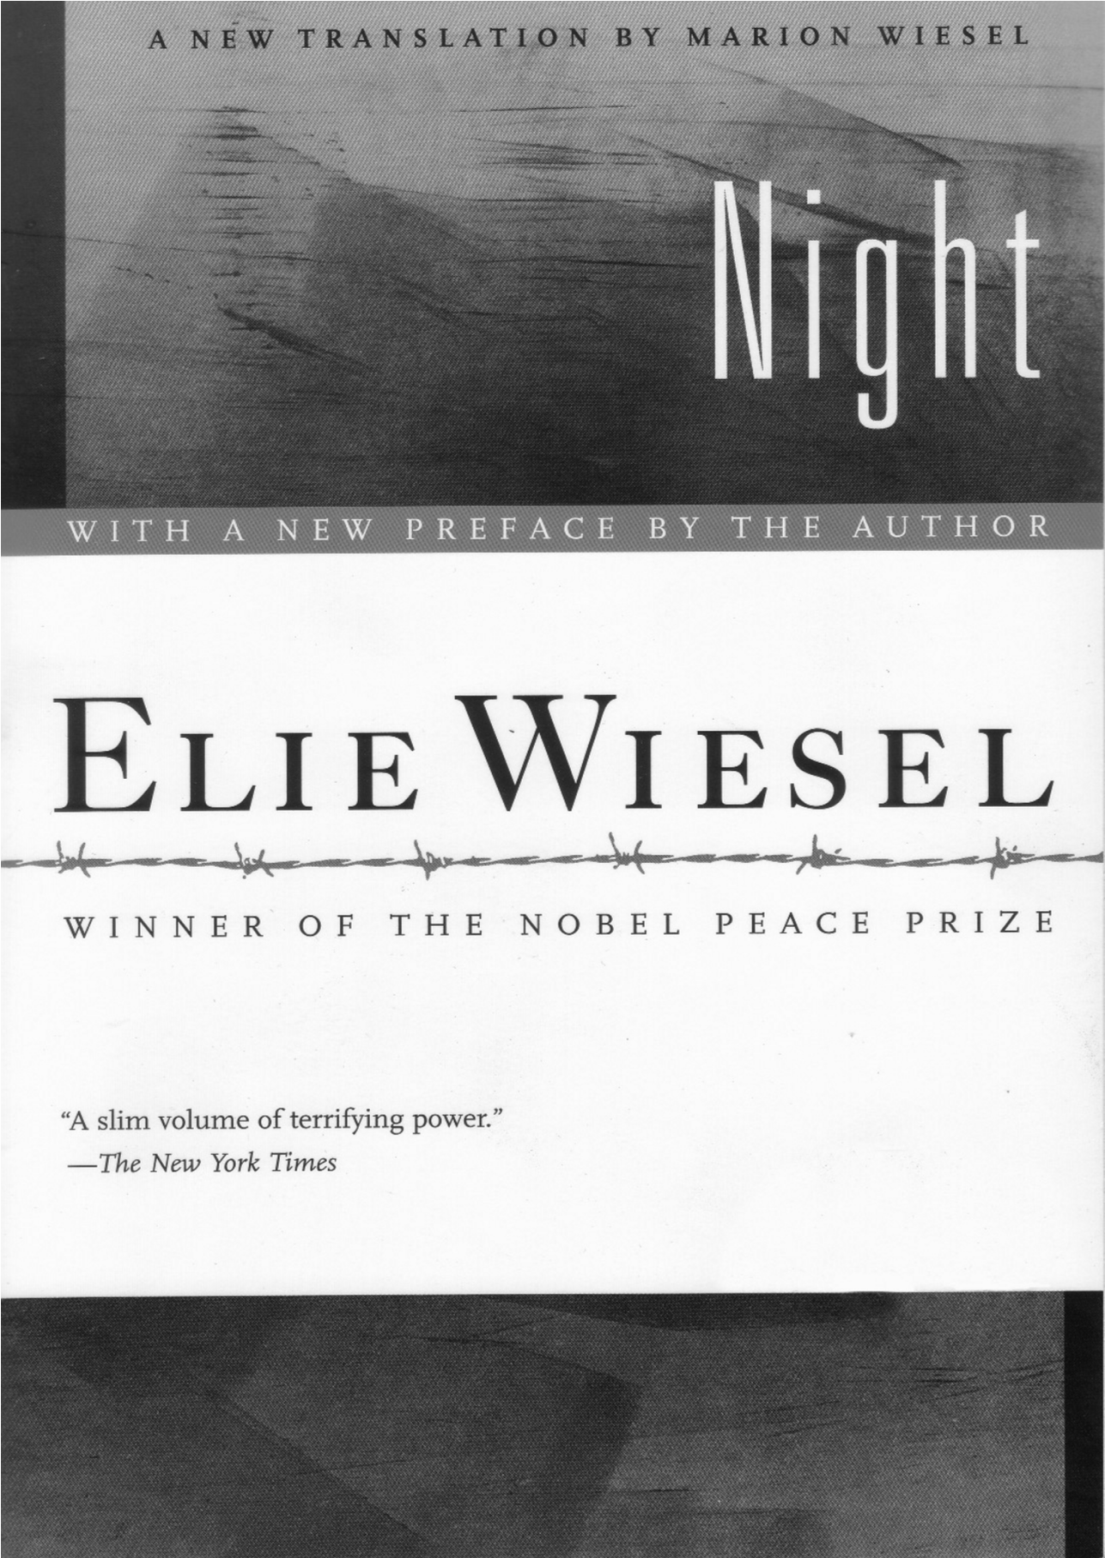 A NEW TRANSLATION BY MARION WIESEL
Night
WITH A NEW PREFACE BY THE AUTHOR
ELIE WIESEL
WINNER OF THE NOBEL PEACE PRIZE
“A slim volume of terrifying power.”
—The New York Times